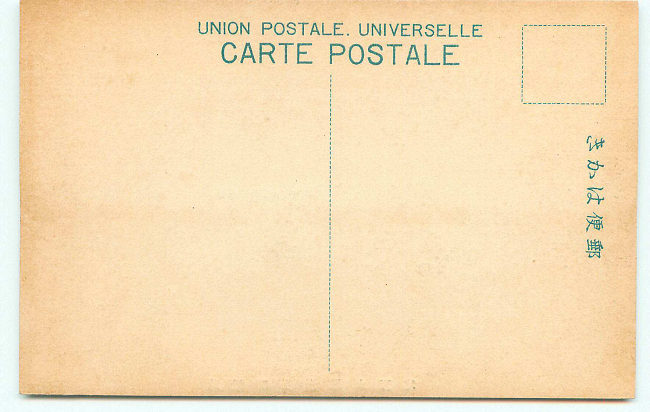 UNION POSTALE. UNIVERSELLE
CARTE POSTALE
郵便はかき